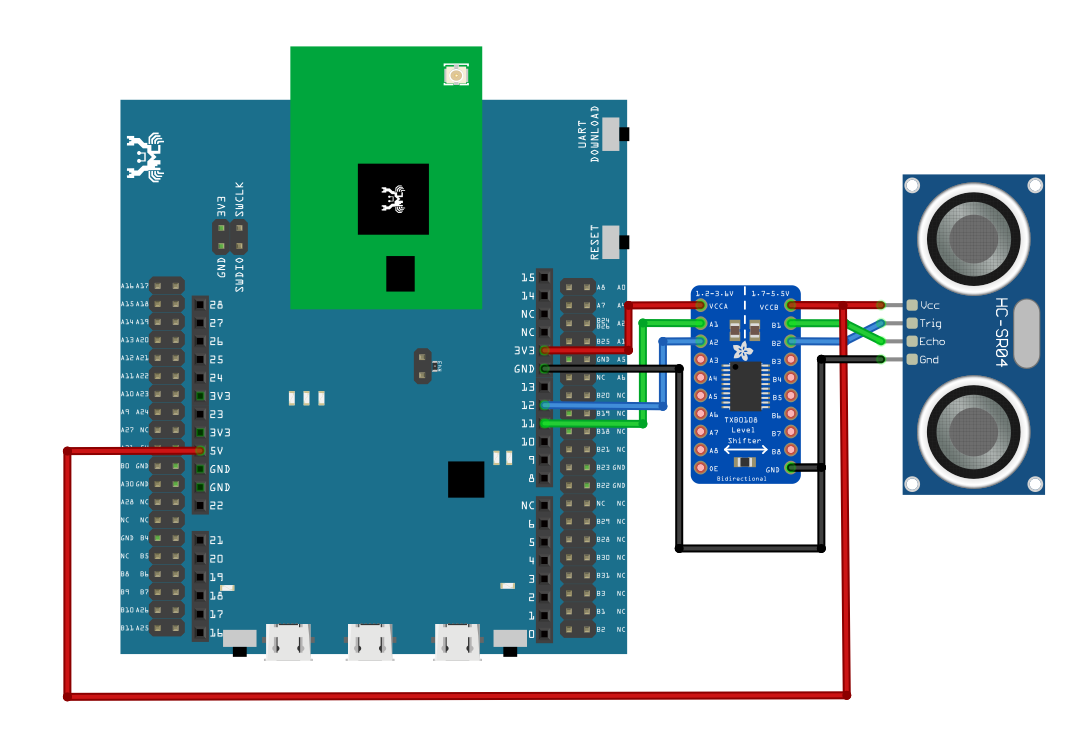 UART
DOWNLOAD
3V3
SWCLK
GND
SWDIO
RESET
A16 A17
A15 A18
A14 A19
A13 A20
A12 A21
A11 A22
A10 A23
A9 A24
A27 NC
B0 GND
A30 GND
A28 NC
NC NC
GND B4
NC B5
B8 B6
B9 B7
B10 A26
B11 A25
28
27
26
25
24
3V3
23
3V3
5V
GND
GND
22
21
20
19
18
17
16
15
14
NC
NC
3V3
GND
13
12
11
10
9
8
NC
6
5
4
3
2
1
0
A8 A0
A7
B24
B26
B25
GND A5
NC A6
B20 NC
B19 NC
B18 NC
B21 NC
B23 GND
B22 GND
NC NC
B29 NC
B28 NC
B30 NC
B31 NC
B3 NC
B1 NC
B2 NC
1.2-3.6V 1.7-5.5V
VCCA VCCB
A1 B1
A2 B2
A3 B3
A4 B4
A5 B5
A6 B6
A7 B7
A8 B8
OE GND
TXB0108
Level
Shifter
Bidirectional
Vcc
Trig
Echo
Gnd
HC-SR04